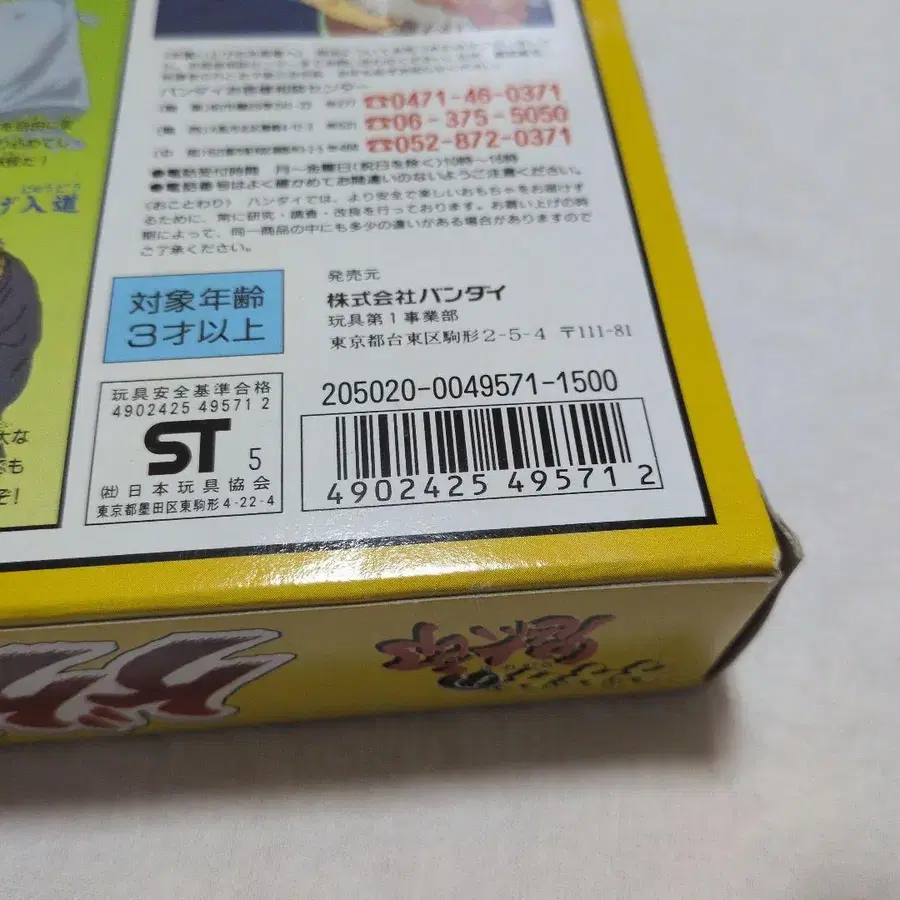 バンダイお客様相談センター
☎0471-46-0371
☎06-375-5050
☎052-872-0371
●電話受付時間 月〜金曜日(祝日を除く)10時〜16時
●電話番号はよく確かめてお間違いのないようご注意ください。
《おことわり》 バンダイでは、より安全で楽しいおもちゃをお届けす
るために、常に研究・調査・改良を行っております。お買い上げの時
期によって、同一商品の中にも多少の違いがある場合がありますので
ご了承ください。
入道
対象年齢
3才以上
発売元
株式会社バンダイ
玩具第1事業部
東京都台東区駒形2-5-4 〒111-81
玩具安全基準合格
4902425 49571 2
ST 5
(社)日本玩具協会
東京都墨田区東駒形4-22-4
205020-0049571-1500
4902425 495712
大な
も
ぞ!
鬼太郎